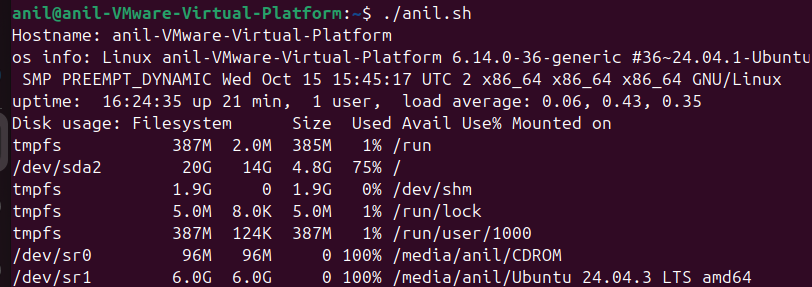 anil@anil-VMware-Virtual-Platform:~$ ./anil.sh
Hostname: anil-VMware-Virtual-Platform
os info: Linux anil-VMware-Virtual-Platform 6.14.0-36-generic #36~24.04.1-Ubuntu
 SMP PREEMPT_DYNAMIC Wed Oct 15 15:45:17 UTC 2 x86_64 x86_64 x86_64 GNU/Linux
uptime:  16:24:35 up 21 min,  1 user,  load average: 0.06, 0.43, 0.35
Disk usage: Filesystem      Size  Used Avail Use% Mounted on
tmpfs           387M  2.0M  385M   1% /run
/dev/sda2        20G   14G  4.8G  75% /
tmpfs           1.9G     0  1.9G   0% /dev/shm
tmpfs           5.0M  8.0K  5.0M   1% /run/lock
tmpfs           387M  124K  387M   1% /run/user/1000
/dev/sr0         96M   96M     0 100% /media/anil/CDROM
/dev/sr1        6.0G  6.0G     0 100% /media/anil/Ubuntu 24.04.3 LTS amd64